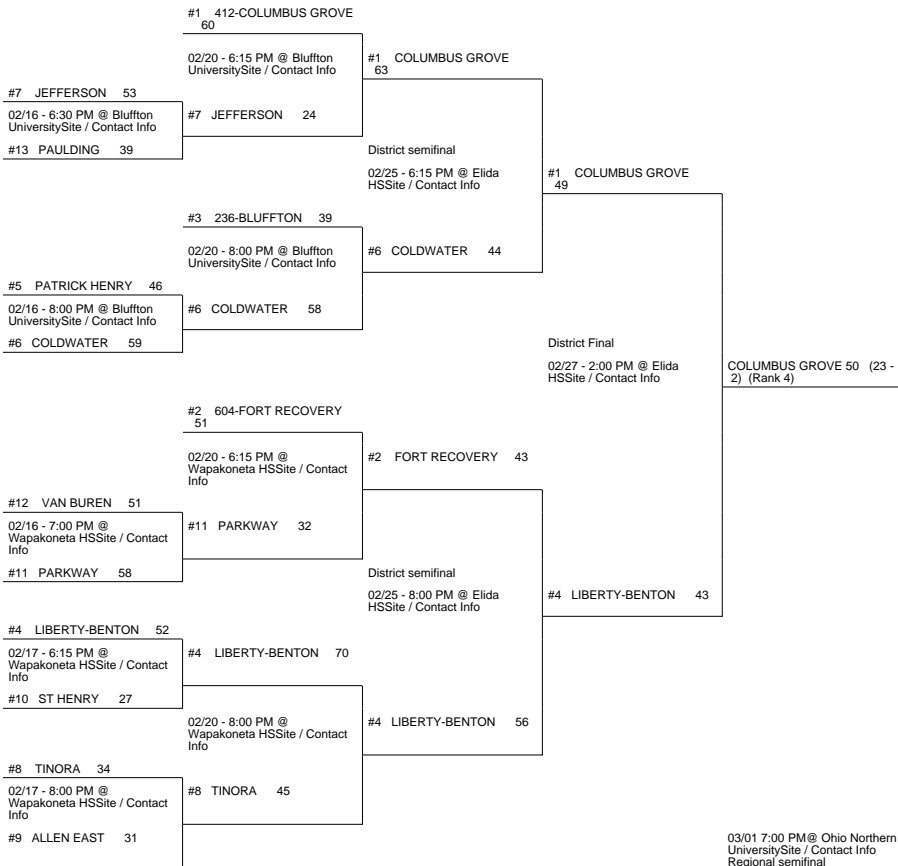 #1 412-COLUMBUS GROVE
60
02/20 - 6:15 PM @ Bluffton
UniversitySite / Contact Info
#1 COLUMBUS GROVE
63
#7 JEFFERSON 53
02/16 - 6:30 PM @ Bluffton
UniversitySite / Contact Info
#7 JEFFERSON 24
#13 PAULDING 39
District semifinal
02/25 - 6:15 PM @ Elida
HSSite / Contact Info
#1 COLUMBUS GROVE
49
#3 236-BLUFFTON 39
02/20 - 8:00 PM @ Bluffton
UniversitySite / Contact Info
#6 COLDWATER 44
#5 PATRICK HENRY 46
02/16 - 8:00 PM @ Bluffton
UniversitySite / Contact Info
#6 COLDWATER 58
#6 COLDWATER 59
District Final
02/27 - 2:00 PM @ Elida
HSSite / Contact Info
COLUMBUS GROVE 50 (23 -
2) (Rank 4)
#2 604-FORT RECOVERY
51
02/20 - 6:15 PM @
Wapakoneta HSSite / Contact
Info
#2 FORT RECOVERY 43
#12 VAN BUREN 51
02/16 - 7:00 PM @
Wapakoneta HSSite / Contact
Info
#11 PARKWAY 32
#11 PARKWAY 58
District semifinal
02/25 - 8:00 PM @ Elida
HSSite / Contact Info
#4 LIBERTY-BENTON 43
#4 LIBERTY-BENTON 52
02/17 - 6:15 PM @
Wapakoneta HSSite / Contact
Info
#4 LIBERTY-BENTON 70
#10 ST HENRY 27
02/20 - 8:00 PM @
Wapakoneta HSSite / Contact
Info
#4 LIBERTY-BENTON 56
#8 TINORA 34
02/17 - 8:00 PM @
Wapakoneta HSSite / Contact
Info
#8 TINORA 45
#9 ALLEN EAST 31
03/01 7:00 PM@ Ohio Northern
UniversitySite / Contact Info
Regional semifinal